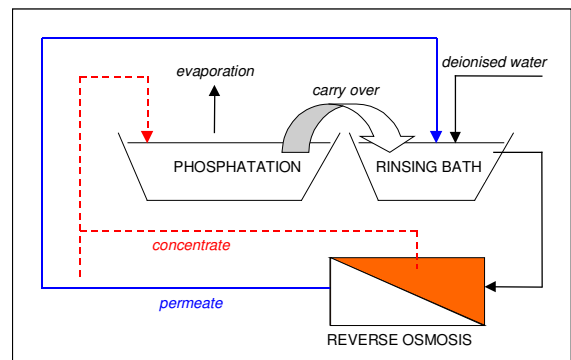 deionised water
evaporation
carry over
PHOSPHATATION
RINSING BATH
concentrate
permeate
REVERSE OSMOSIS